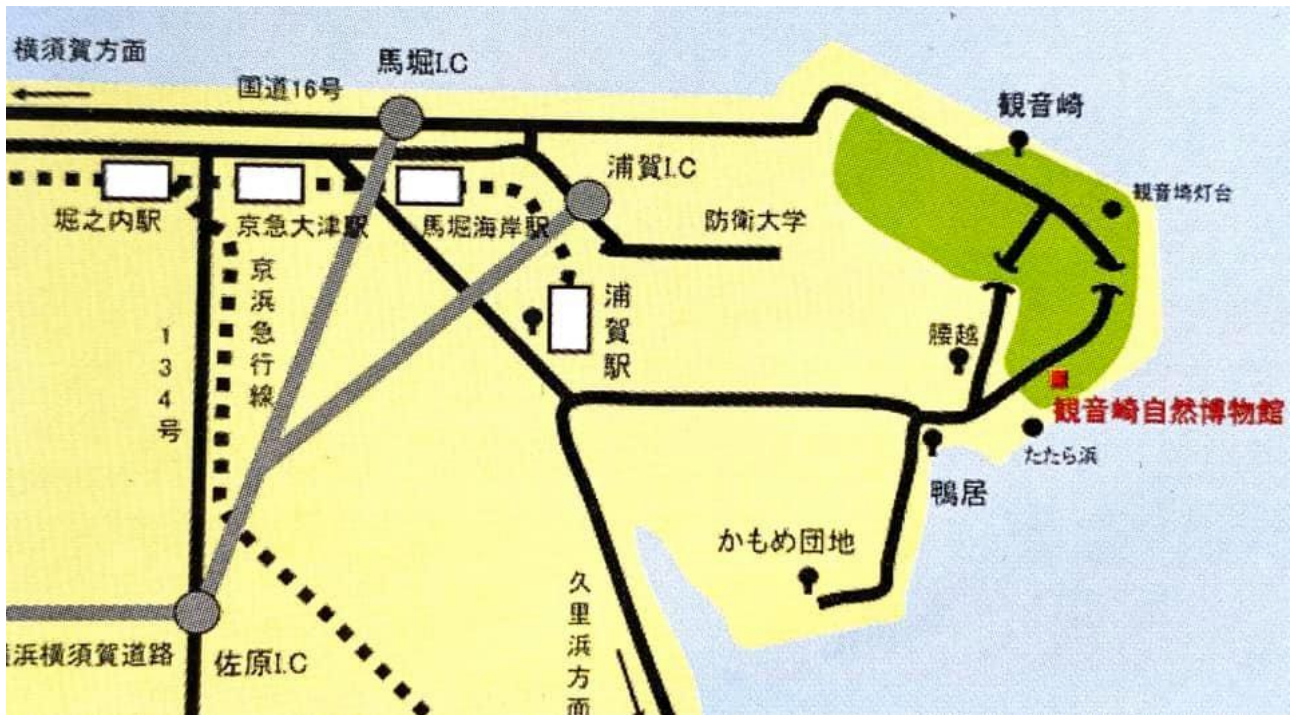 横須賀方面
馬堀I.C
国道16号
観音崎
浦賀I.C
観音埼灯台
堀之内駅
京急大津駅
馬堀海岸駅
防衛大学
京浜急行線
浦賀駅
134号
腰越
観音崎自然博物館
たたら浜
鴨居
かもめ団地
久里浜方面
浜横須賀道路
佐原I.C